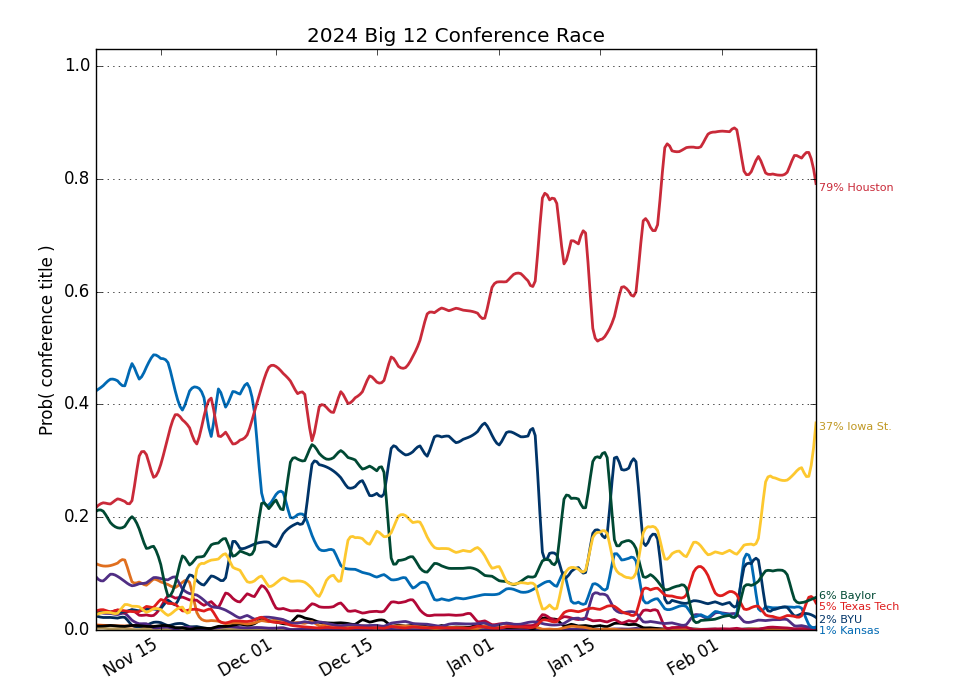 2024 Big 12 Conference Race
Prob( conference title )
1.0
0.8
0.6
0.4
0.2
0.0
Nov 15
Dec 01
Dec 15
Jan 01
Jan 15
Feb 01
79% Houston
37% Iowa St.
6% Baylor
5% Texas Tech
2% BYU
1% Kansas